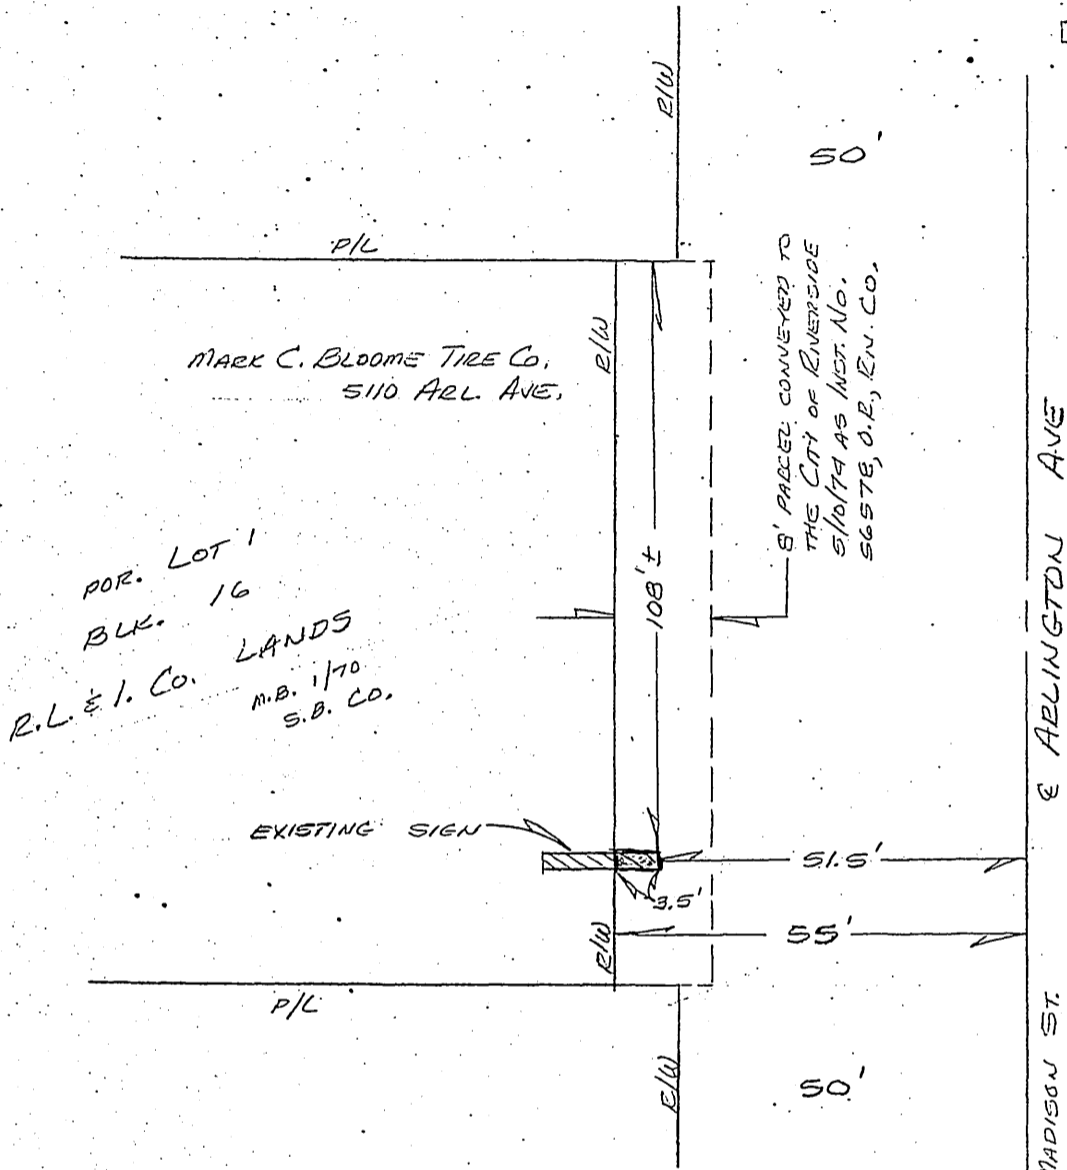 R/W
50'
P/L
MARK C. BLOOME TIRE CO.
5110 ARL. AVE.
R/W
8' PARCEL CONVEYED TO
THE CITY OF RIVERSIDE
5/10/74 AS INST. NO.
56578, O.R., RIV. CO.
108'±
POR. LOT 1
BLK. 16
R.L. & I. CO. LANDS
M.B. 1/70
S.B. CO.
EXISTING SIGN
51.5'
3.5'
55'
R/W
P/L
R/W
50'
℄ ARLINGTON AVE
MADISON ST.